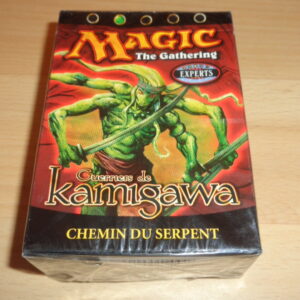 MAGIC
The Gathering
EXPERTS
Guerriers de
kamigawa
CHEMIN DU SERPENT